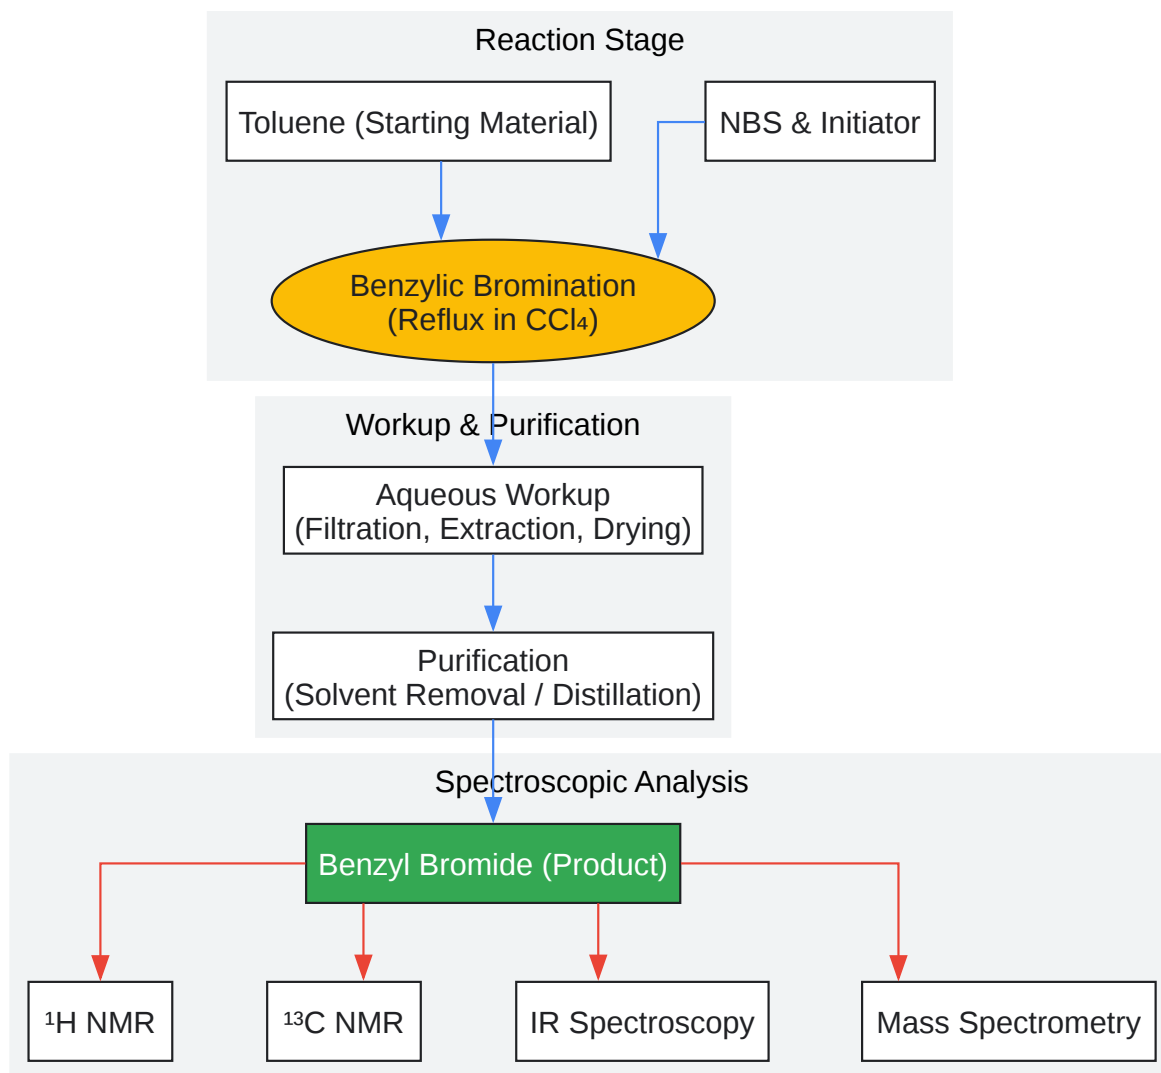 Reaction Stage
Toluene (Starting Material)
NBS & Initiator
Benzylic Bromination
(Reflux in CCl₄)
Workup & Purification
Aqueous Workup
(Filtration, Extraction, Drying)
Purification
(Solvent Removal / Distillation)
Spectroscopic Analysis
Benzyl Bromide (Product)
¹H NMR
¹³C NMR
IR Spectroscopy
Mass Spectrometry